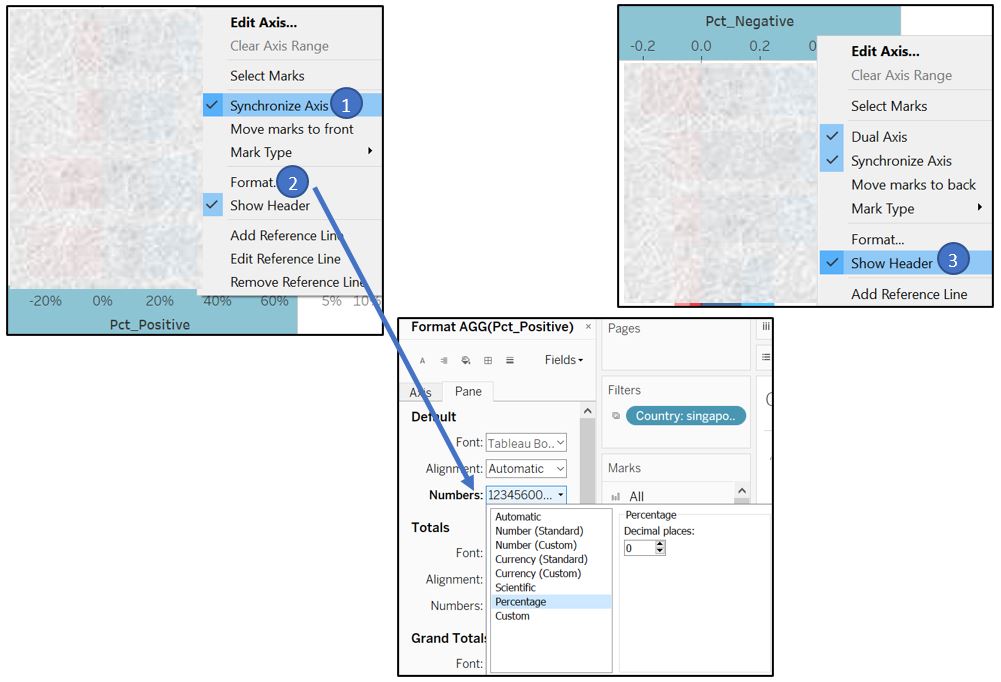 Edit Axis...
Clear Axis Range
Select Marks
Synchronize Axis 1
Move marks to front
Mark Type
Format. 2
Show Header
Add Reference Line
Edit Reference Line
Remove Reference Line
-20% 0% 20% 40% 60% 5% 10%
Pct_Positive
Pct_Negative
-0.2 0.0 0.2 0
Edit Axis...
Clear Axis Range
Select Marks
Dual Axis
Synchronize Axis
Move marks to back
Mark Type
Format...
Show Header 3
Add Reference Line
Format AGG(Pct_Positive) ×
Fields
Axis Pane
Default
Font: Tableau Bo..
Alignment: Automatic
Numbers: 12345600...
Automatic
Number (Standard)
Number (Custom)
Currency (Standard)
Currency (Custom)
Scientific
Percentage
Custom
Percentage
Decimal places:
0
Totals
Font:
Alignment:
Numbers:
Grand Totals
Font:
Pages
Filters
Country: singapo..
Marks
All